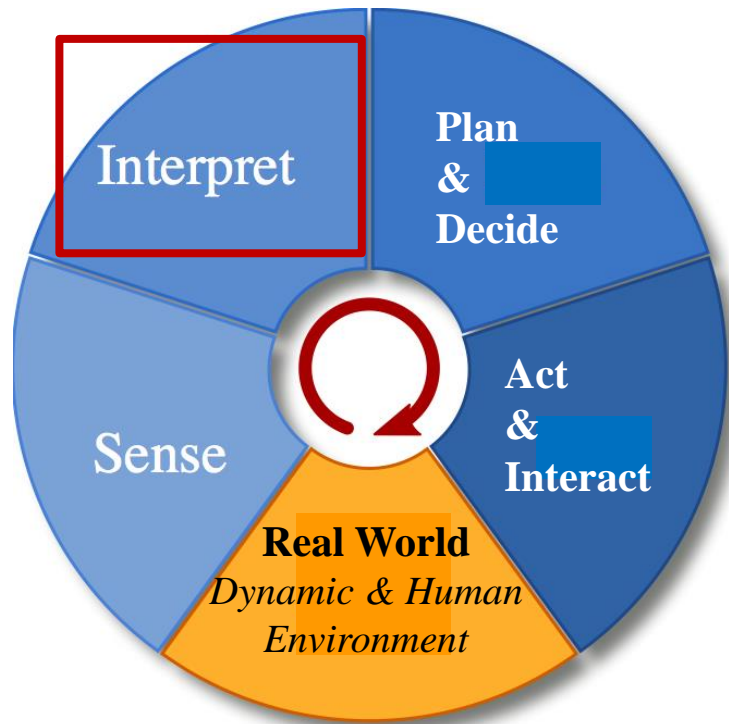 Interpret
Plan
&
Decide
Sense
Act
&
Interact
Real World
Dynamic & Human
Environment